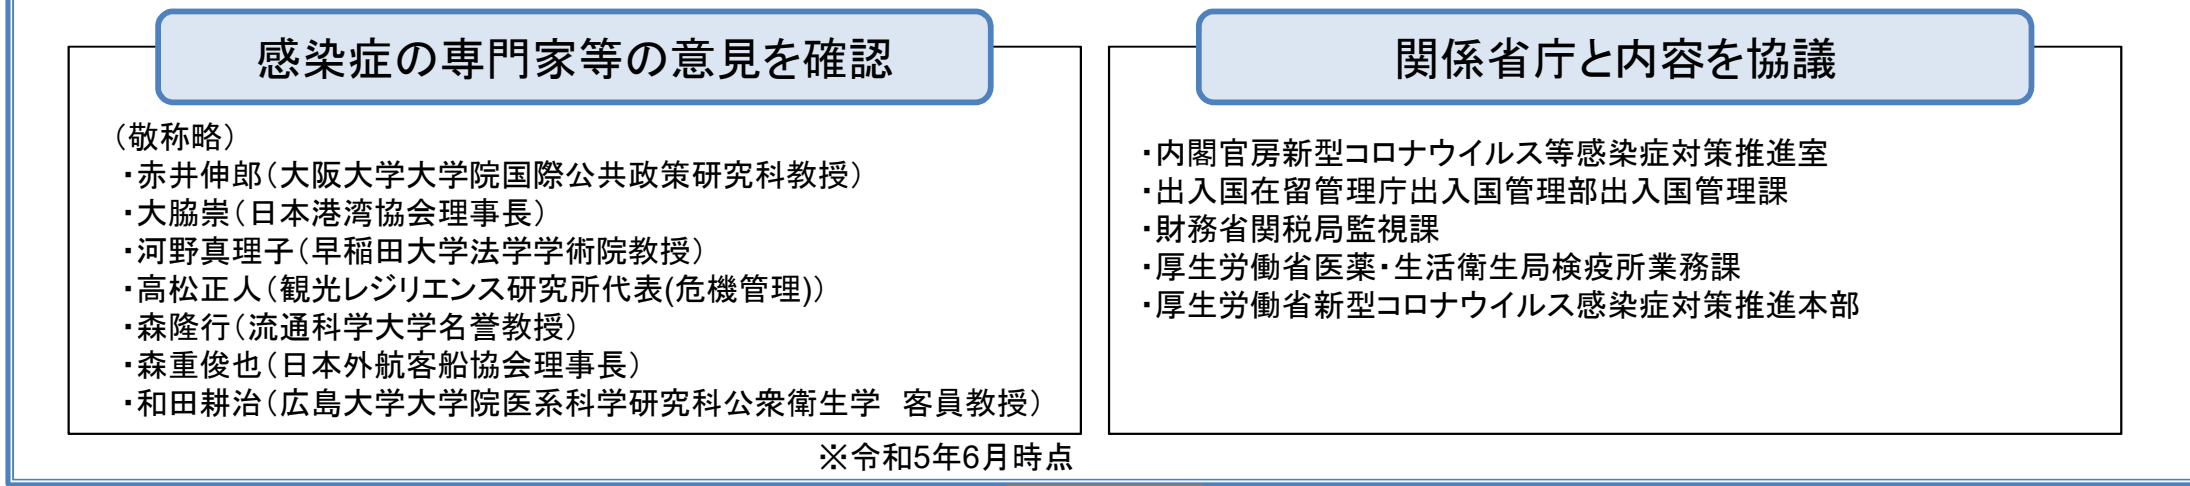 感染症の専門家等の意見を確認
（敬称略）
・赤井伸郎（大阪大学大学院国際公共政策研究科教授）
・大脇崇（日本港湾協会理事長）
・河野真理子（早稲田大学法学学術院教授）
・高松正人（観光レジリエンス研究所代表(危機管理)）
・森隆行（流通科学大学名誉教授）
・森重俊也（日本外航客船協会理事長）
・和田耕治（広島大学大学院医系科学研究科公衆衛生学　客員教授）
※令和5年6月時点
関係省庁と内容を協議
・内閣官房新型コロナウイルス等感染症対策推進室
・出入国在留管理庁出入国管理部出入国管理課
・財務省関税局監視課
・厚生労働省医薬・生活衛生局検疫所業務課
・厚生労働省新型コロナウイルス感染症対策推進本部